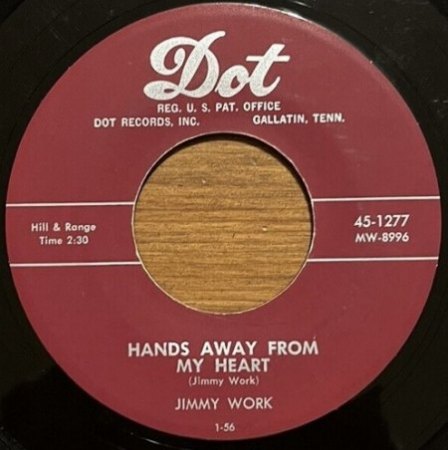 Dot
REG. U. S. PAT. OFFICE
DOT RECORDS, INC. GALLATIN, TENN.
Hill & Range
Time 2:30
45-1277
MW-8996
HANDS AWAY FROM
MY HEART
(Jimmy Work)
JIMMY WORK
1-56